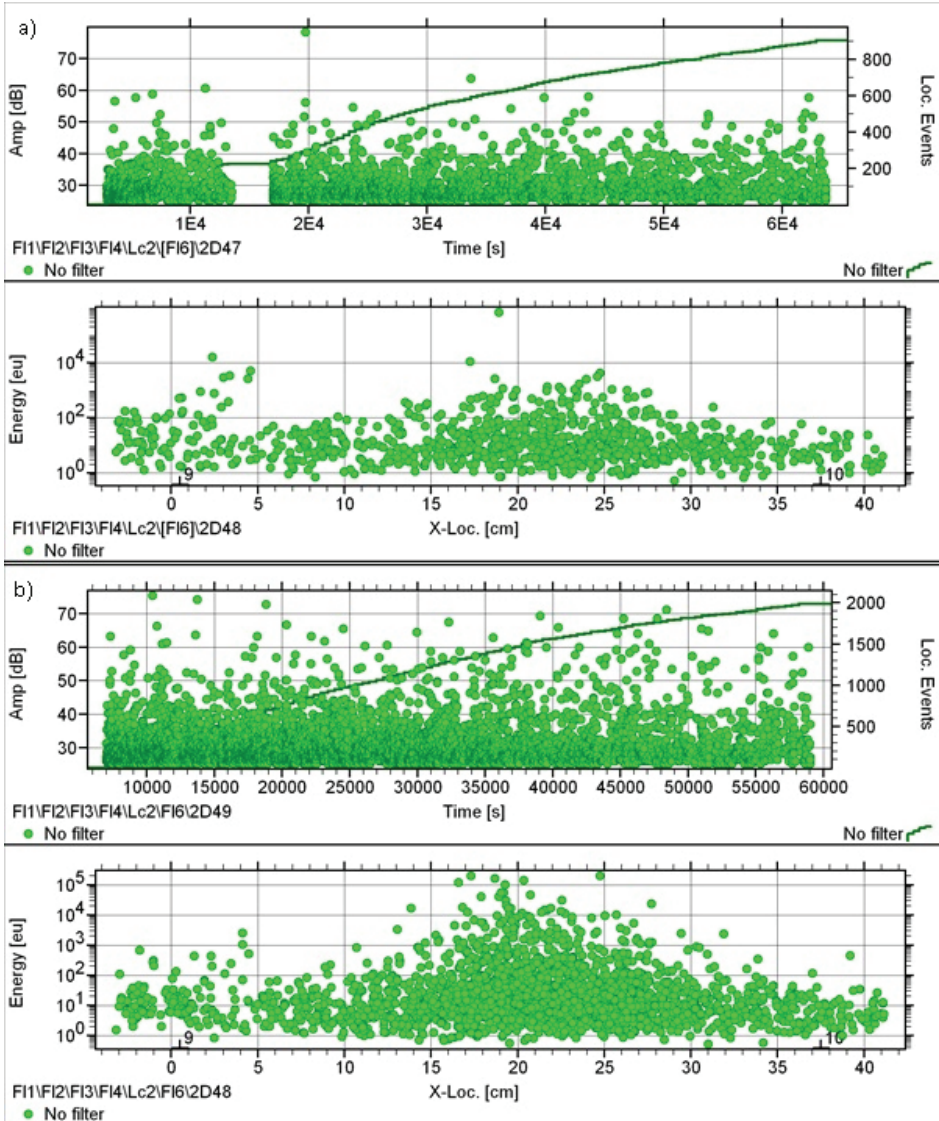 a)
70
60
50
40
30
Amp [dB]
800
600
400
200
Loc. Events
1E4 2E4 3E4 4E4 5E4 6E4
Time [s]
Fl1\Fl2\Fl3\Fl4\Lc2\[Fl6]\2D47
No filter
No filter
10^4
10^2
10^0
Energy [eu]
9 10
0 5 10 15 20 25 30 35 40
X-Loc. [cm]
Fl1\Fl2\Fl3\Fl4\Lc2\[Fl6]\2D48
No filter
b)
70
60
50
40
30
Amp [dB]
2000
1500
1000
500
Loc. Events
10000 15000 20000 25000 30000 35000 40000 45000 50000 55000 60000
Time [s]
Fl1\Fl2\Fl3\Fl4\Lc2\Fl6\2D49
No filter
No filter
10^5
10^4
10^3
10^2
10^1
10^0
Energy [eu]
9 10
0 5 10 15 20 25 30 35 40
X-Loc. [cm]
Fl1\Fl2\Fl3\Fl4\Lc2\Fl6\2D48
No filter